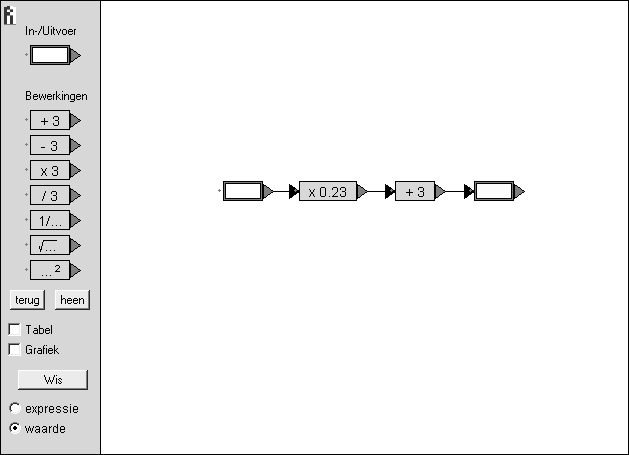 In-/Uitvoer
Bewerkingen
+ 3
- 3
x 3
/ 3
1/...
√...
...²
terug heen
Tabel
Grafiek
Wis
expressie
waarde
x 0.23 + 3